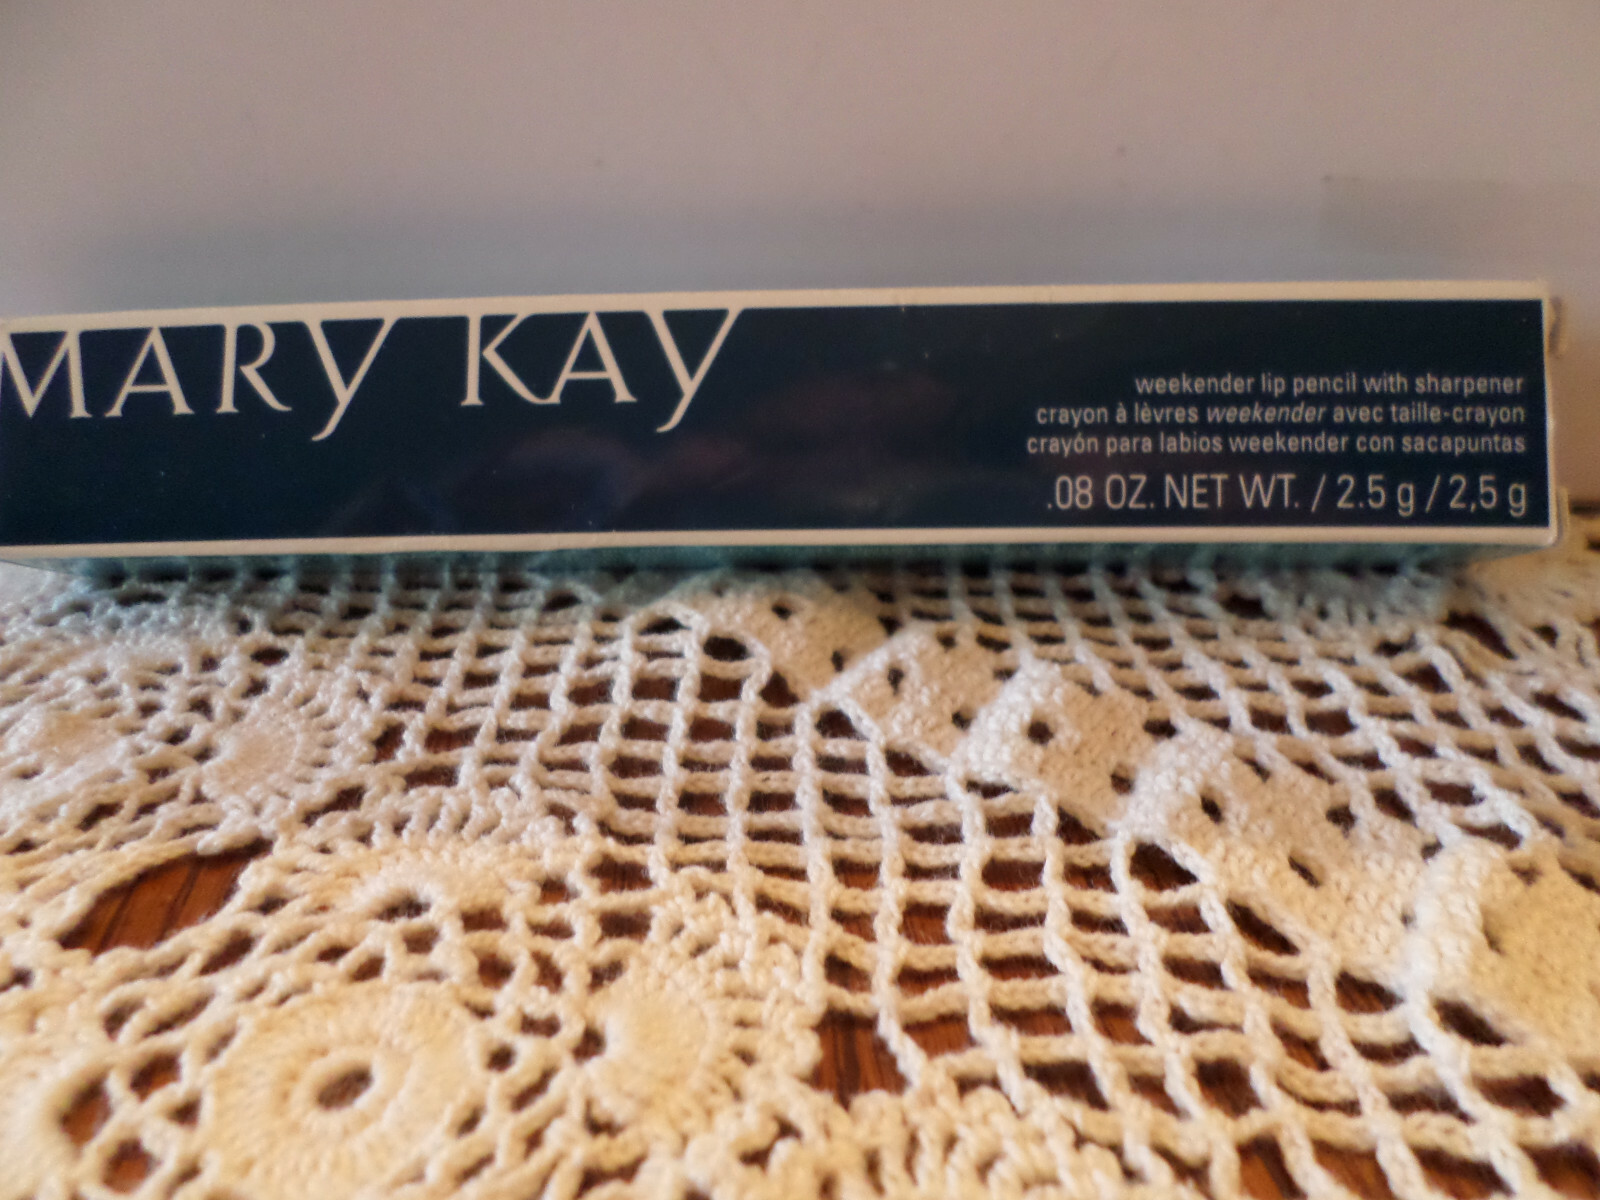 MARY KAY
weekender lip pencil with sharpener
crayon à lèvres weekender avec taille-crayon
crayón para labios weekender con sacapuntas
.08 OZ. NET WT. / 2.5 g / 2,5 g